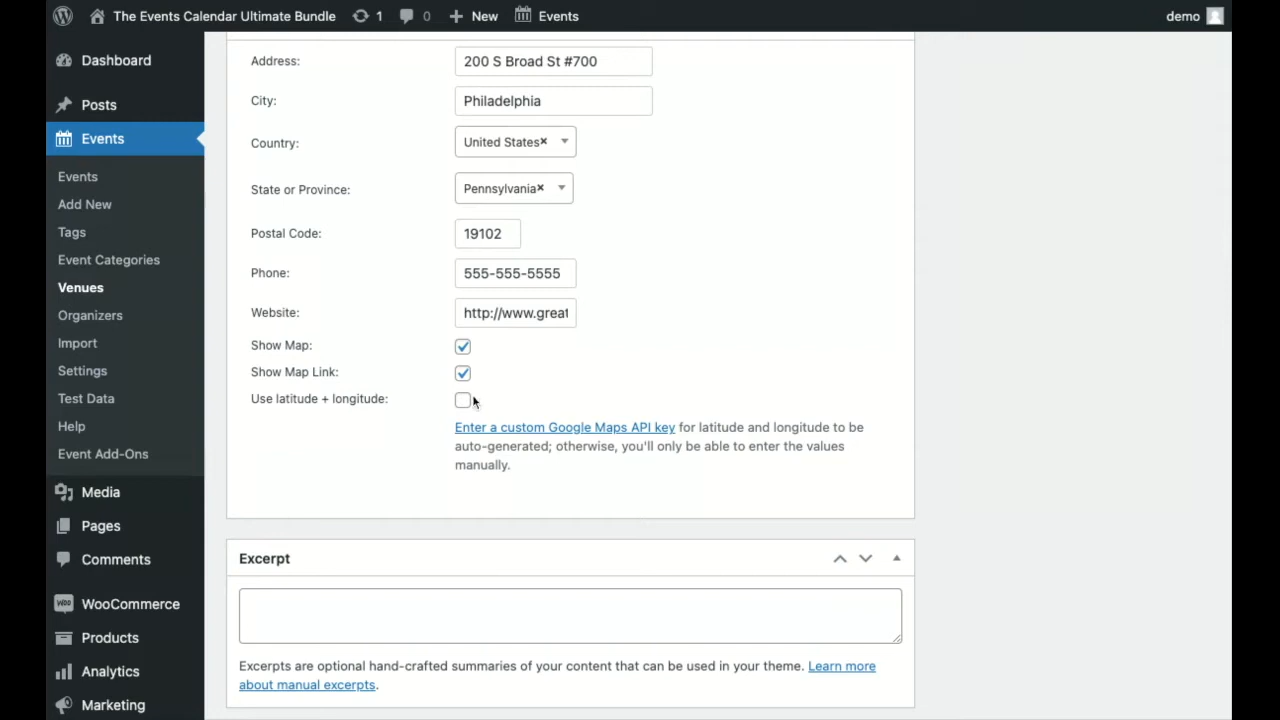 The Events Calendar Ultimate Bundle 1 0 New Events demo
Dashboard
Posts
Events
Events
Add New
Tags
Event Categories
Venues
Organizers
Import
Settings
Test Data
Help
Event Add-Ons
Media
Pages
Comments
WOO WooCommerce
Products
Analytics
Marketing
Address: 200 S Broad St #700
City: Philadelphia
Country: United States×
State or Province: Pennsylvania×
Postal Code: 19102
Phone: 555-555-5555
Website: http://www.great
Show Map:
Show Map Link:
Use latitude + longitude:
Enter a custom Google Maps API key for latitude and longitude to be
auto-generated; otherwise, you'll only be able to enter the values
manually.
Excerpt
Excerpts are optional hand-crafted summaries of your content that can be used in your theme. Learn more
about manual excerpts.